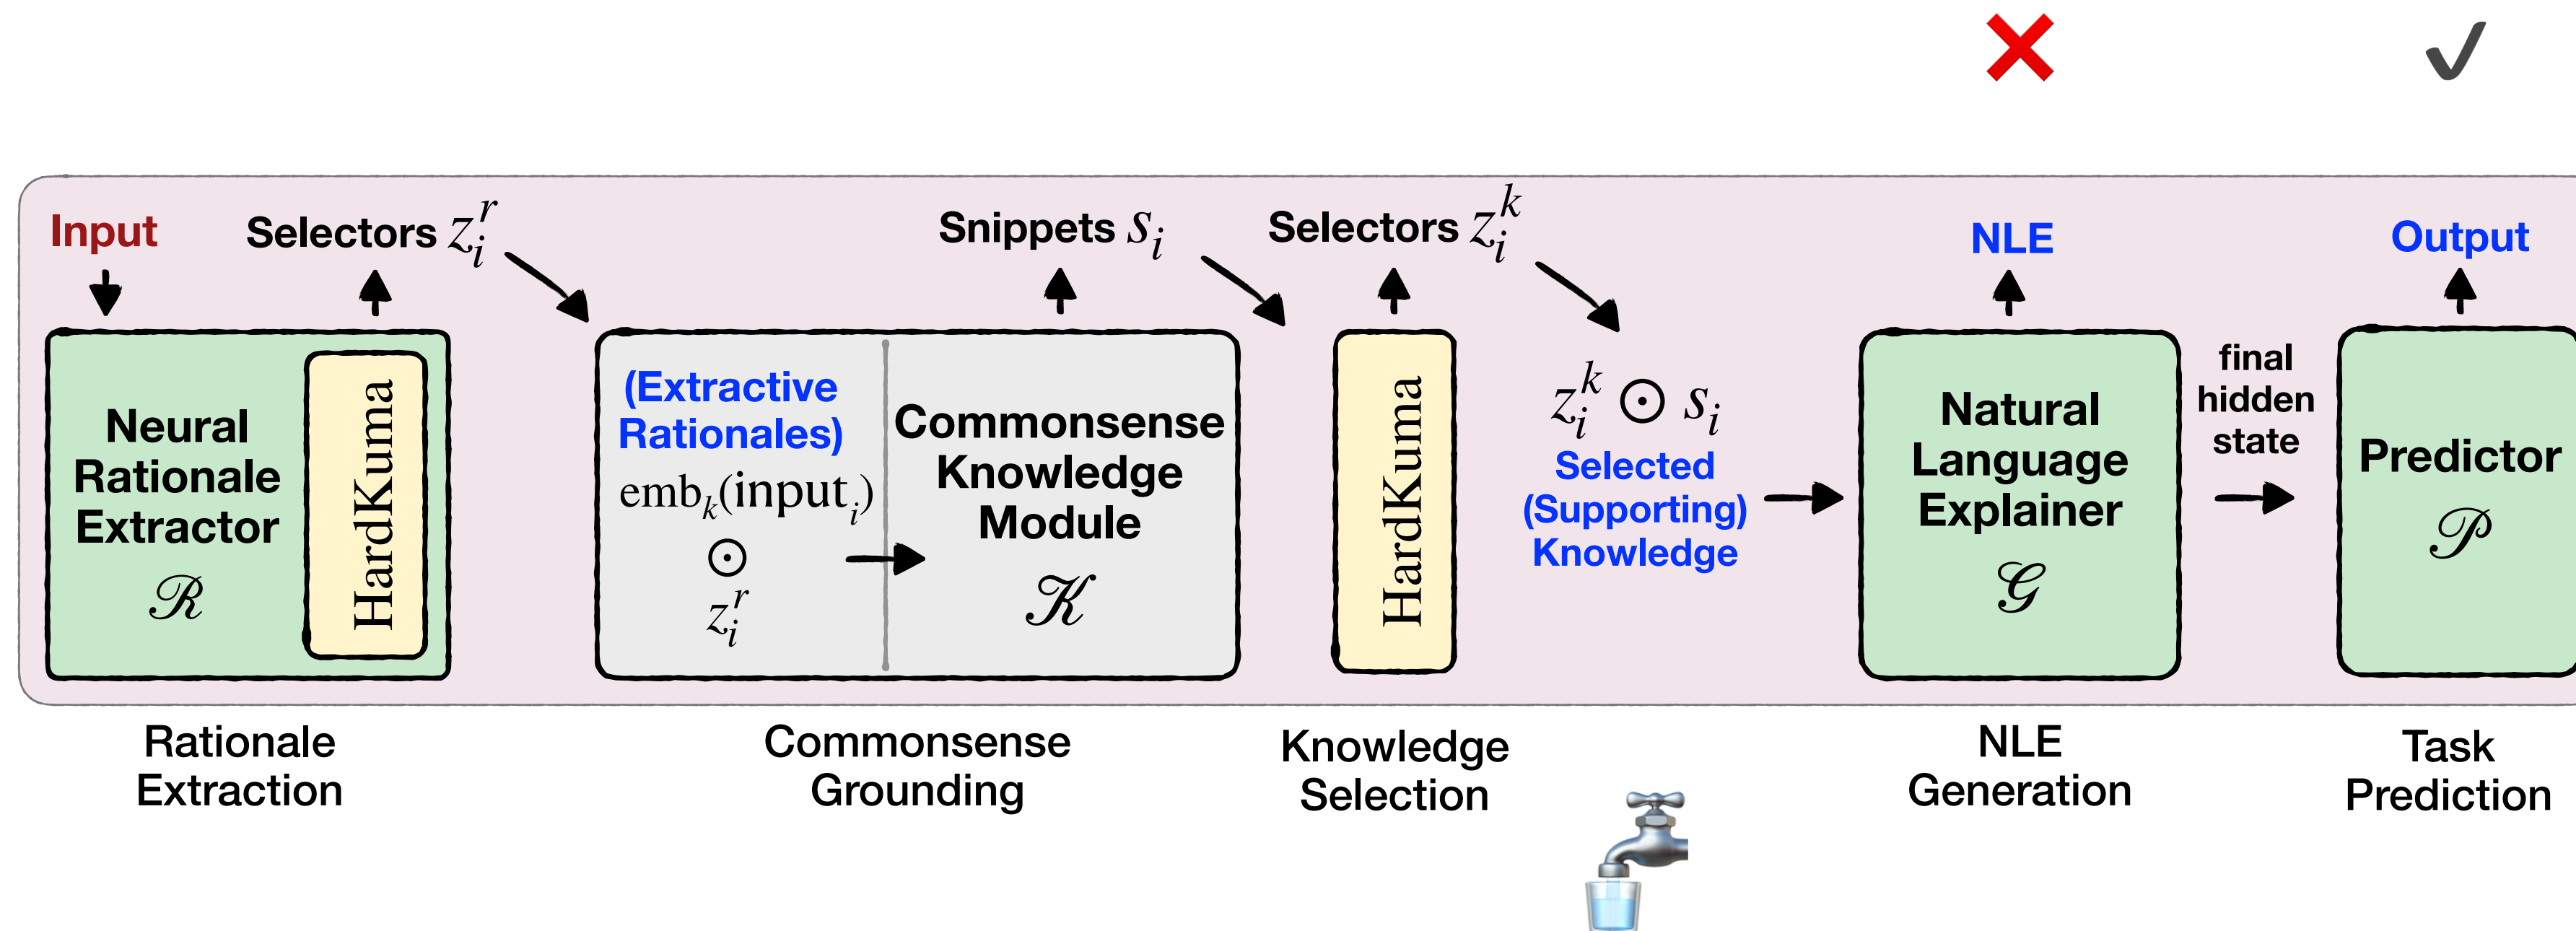 Input
Selectors z_i^r
Snippets s_i
Selectors z_i^k
NLE
Output
Neural
Rationale
Extractor
ℛ
HardKuma
(Extractive
Rationales)
emb_k(input_i)
⊙
z_i^r
Commonsense
Knowledge
Module
𝒦
HardKuma
z_i^k ⊙ s_i
Selected
(Supporting)
Knowledge
Natural
Language
Explainer
𝒢
final
hidden
state
Predictor
𝒫
Rationale
Extraction
Commonsense
Grounding
Knowledge
Selection
NLE
Generation
Task
Prediction